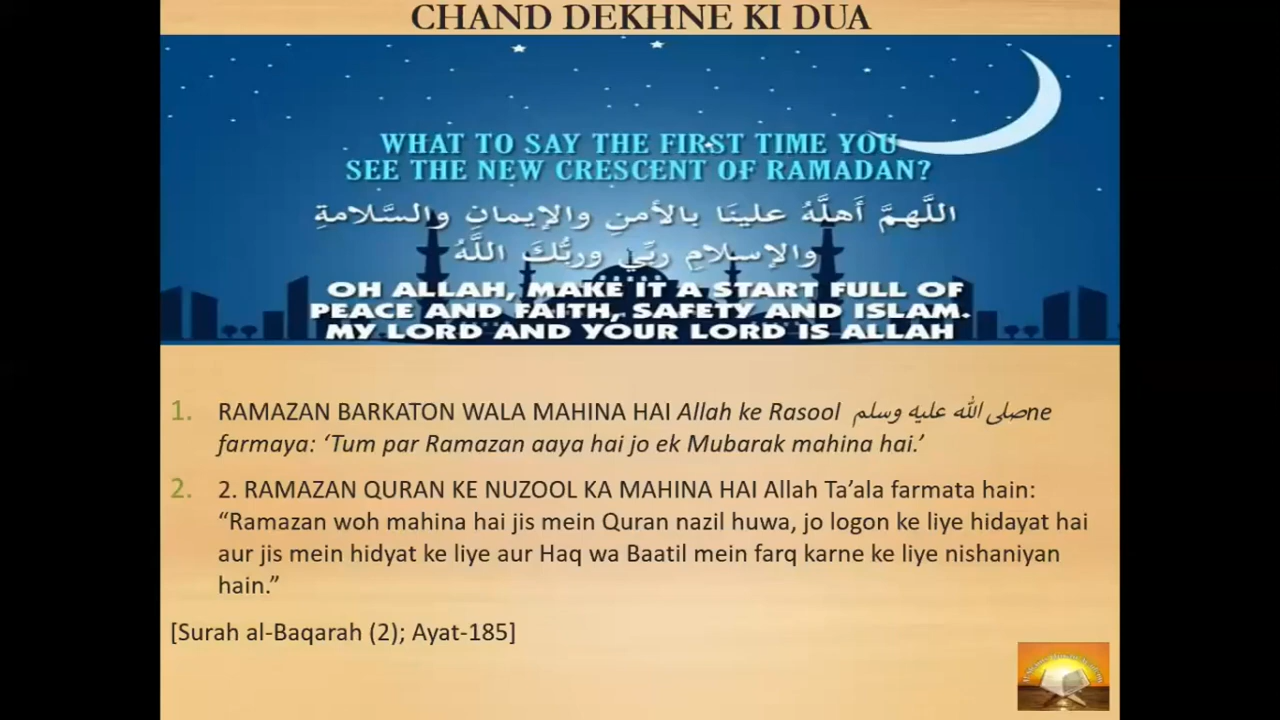 CHAND DEKHNE KI DUA
WHAT TO SAY THE FIRST TIME YOU
SEE THE NEW CRESCENT OF RAMADAN?
اللَّهمَّ أَهلَّهُ علينَا بالأمنِ والإيمانِ والسَّلامةِ
والإسلامِ ربِّي وربُّكَ اللَّهُ
OH ALLAH, MAKE IT A START FULL OF
PEACE AND FAITH, SAFETY AND ISLAM.
MY LORD AND YOUR LORD IS ALLAH
1. RAMAZAN BARKATON WALA MAHINA HAI Allah ke Rasool صلى الله عليه وسلم ne
farmaya: ‘Tum par Ramazan aaya hai jo ek Mubarak mahina hai.’
2. 2. RAMAZAN QURAN KE NUZOOL KA MAHINA HAI Allah Ta’ala farmata hain:
“Ramazan woh mahina hai jis mein Quran nazil huwa, jo logon ke liye hidayat hai
aur jis mein hidyat ke liye aur Haq wa Baatil mein farq karne ke liye nishaniyan
hain.”
[Surah al-Baqarah (2); Ayat-185]